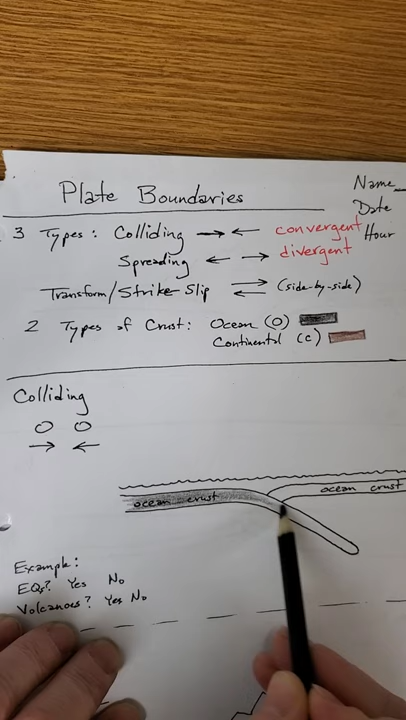 Plate Boundaries
Name
Date
Hour
3 Types: Colliding → ← convergent
Spreading ← → divergent
Transform/Strike Slip (side-by-side)
2 Types of Crust: Ocean (O)
Continental (c)
Colliding
O O
→ ←
ocean crust
ocean crust
Example:
EQs? Yes No
Volcanoes? Yes No